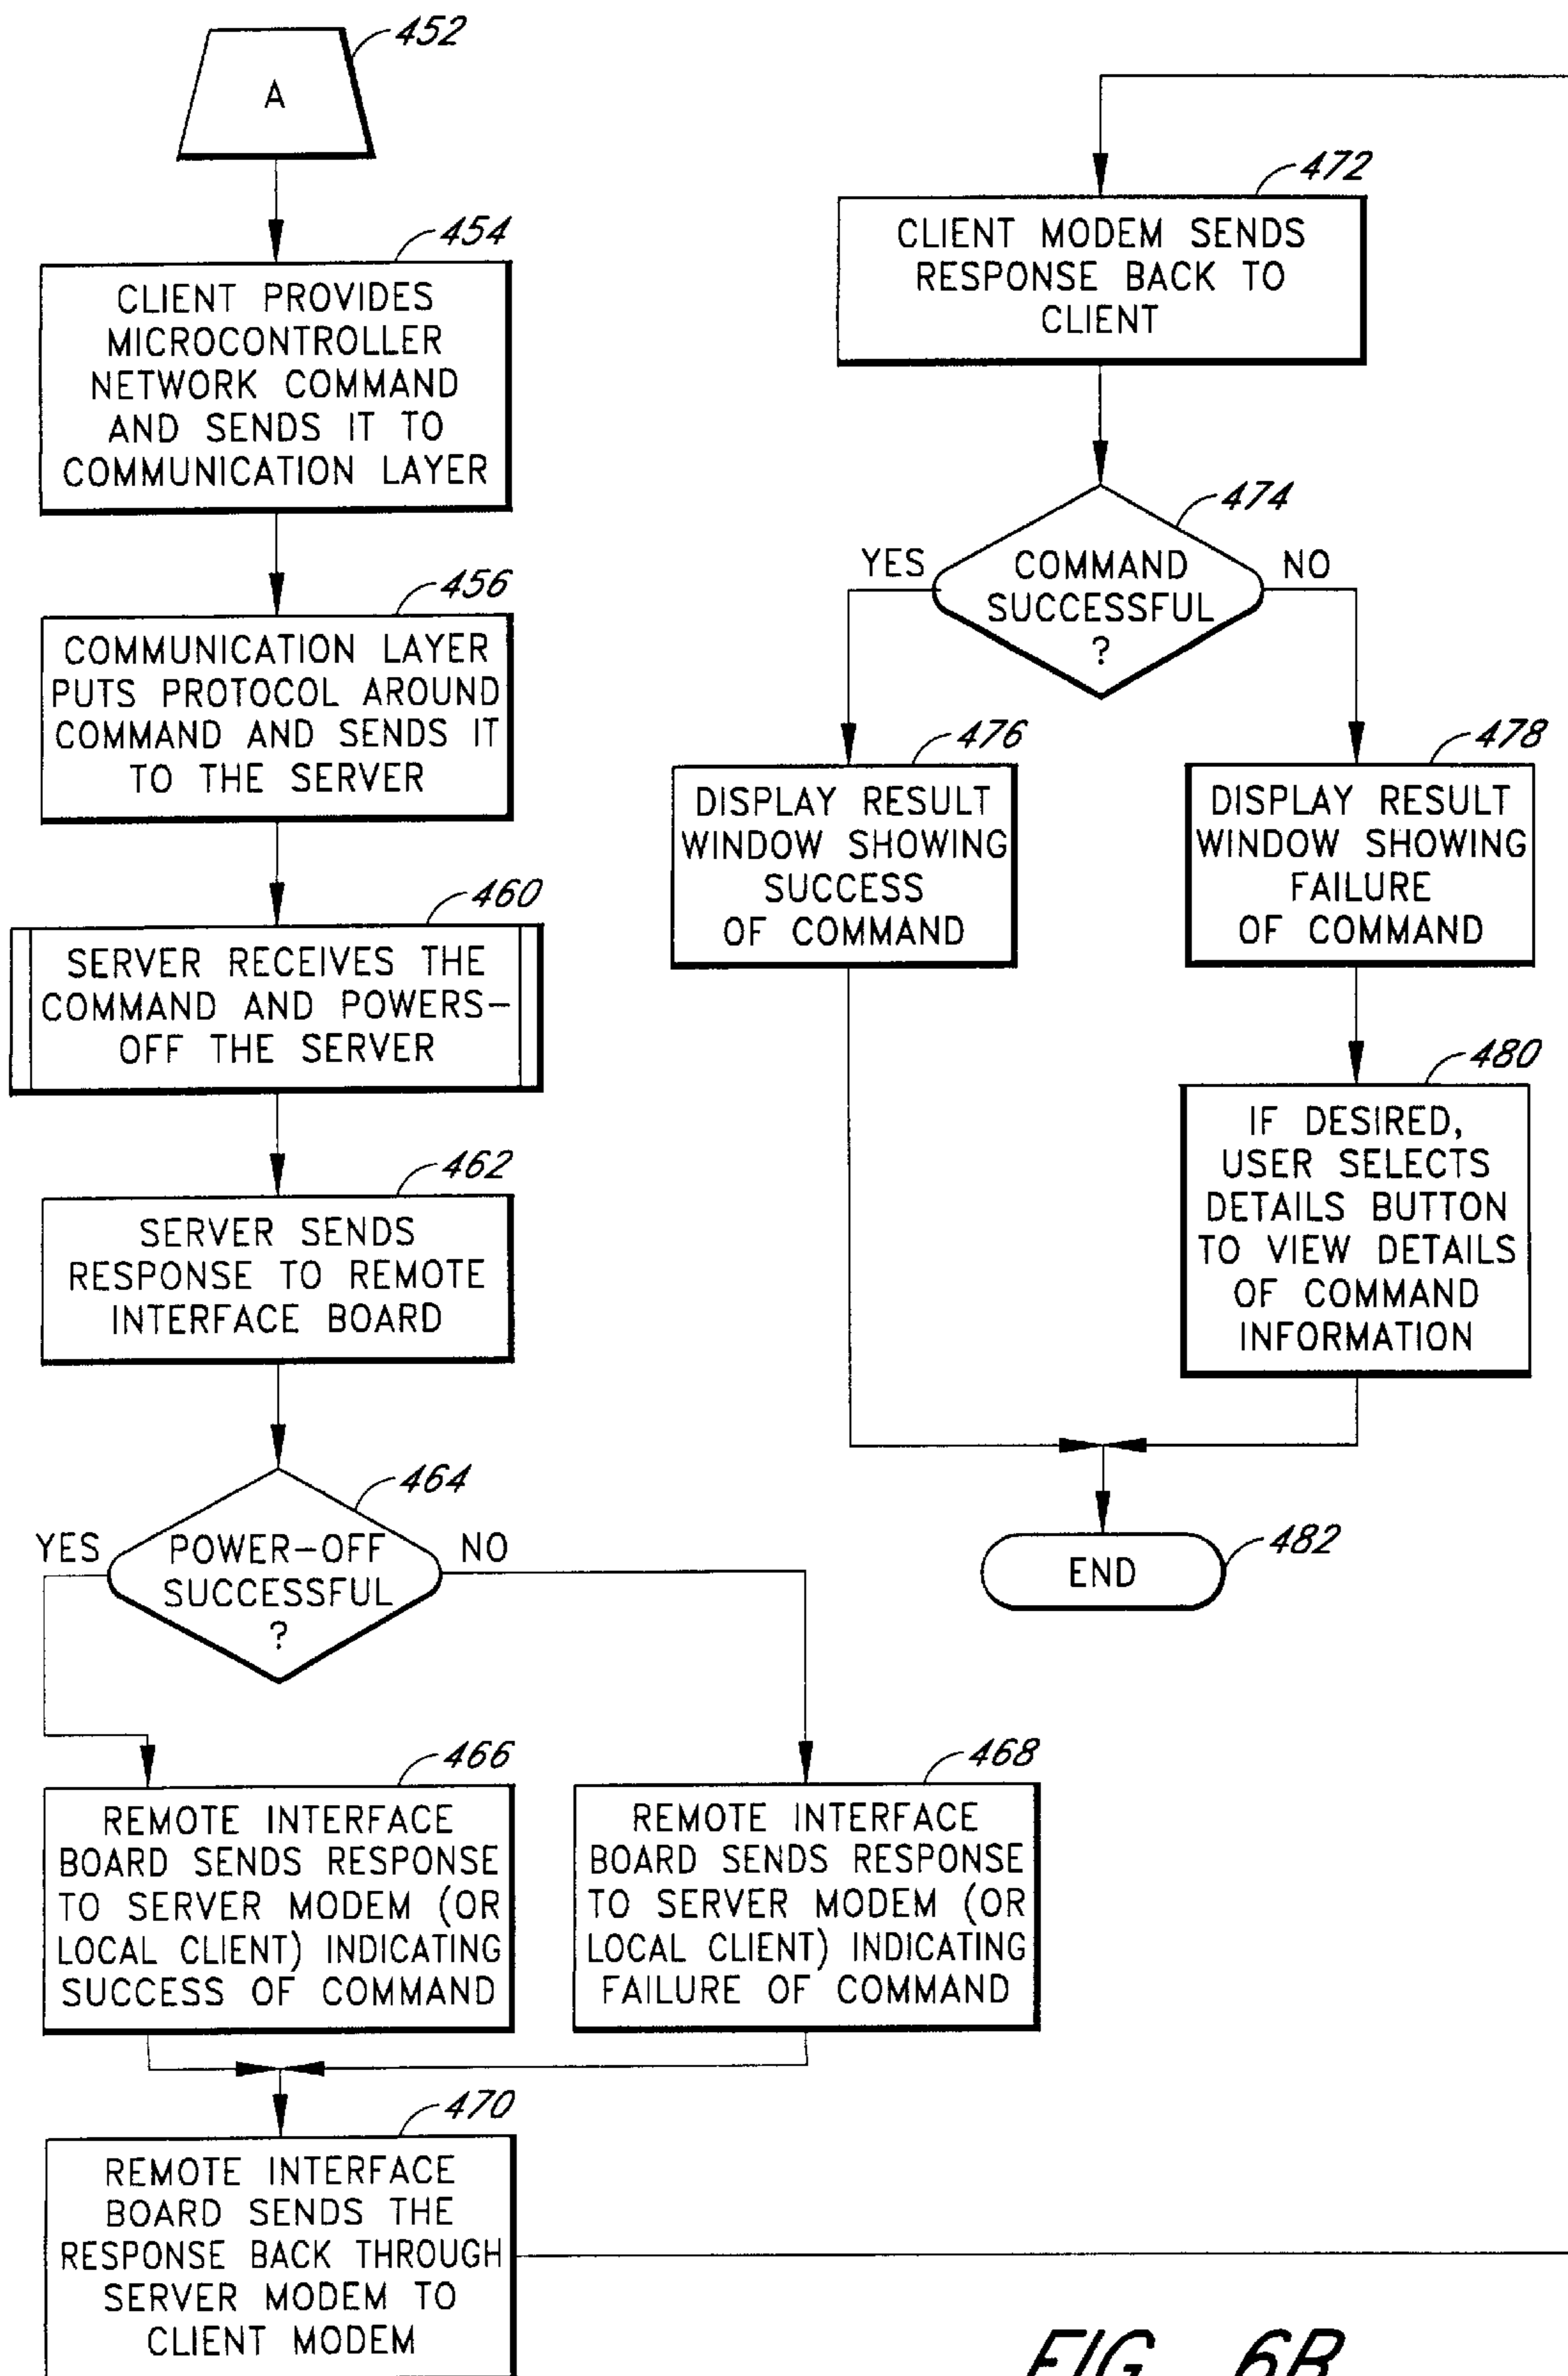 452
A
454
CLIENT PROVIDES
MICROCONTROLLER
NETWORK COMMAND
AND SENDS IT TO
COMMUNICATION LAYER
456
COMMUNICATION LAYER
PUTS PROTOCOL AROUND
COMMAND AND SENDS IT
TO THE SERVER
460
SERVER RECEIVES THE
COMMAND AND POWERS-
OFF THE SERVER
462
SERVER SENDS
RESPONSE TO REMOTE
INTERFACE BOARD
464
YES
POWER-OFF
SUCCESSFUL
?
NO
466
REMOTE INTERFACE
BOARD SENDS RESPONSE
TO SERVER MODEM (OR
LOCAL CLIENT) INDICATING
SUCCESS OF COMMAND
468
REMOTE INTERFACE
BOARD SENDS RESPONSE
TO SERVER MODEM (OR
LOCAL CLIENT) INDICATING
FAILURE OF COMMAND
470
REMOTE INTERFACE
BOARD SENDS THE
RESPONSE BACK THROUGH
SERVER MODEM TO
CLIENT MODEM
472
CLIENT MODEM SENDS
RESPONSE BACK TO
CLIENT
474
YES
COMMAND
SUCCESSFUL
?
NO
476
DISPLAY RESULT
WINDOW SHOWING
SUCCESS
OF COMMAND
478
DISPLAY RESULT
WINDOW SHOWING
FAILURE
OF COMMAND
480
IF DESIRED,
USER SELECTS
DETAILS BUTTON
TO VIEW DETAILS
OF COMMAND
INFORMATION
END
482
FIG. 6B